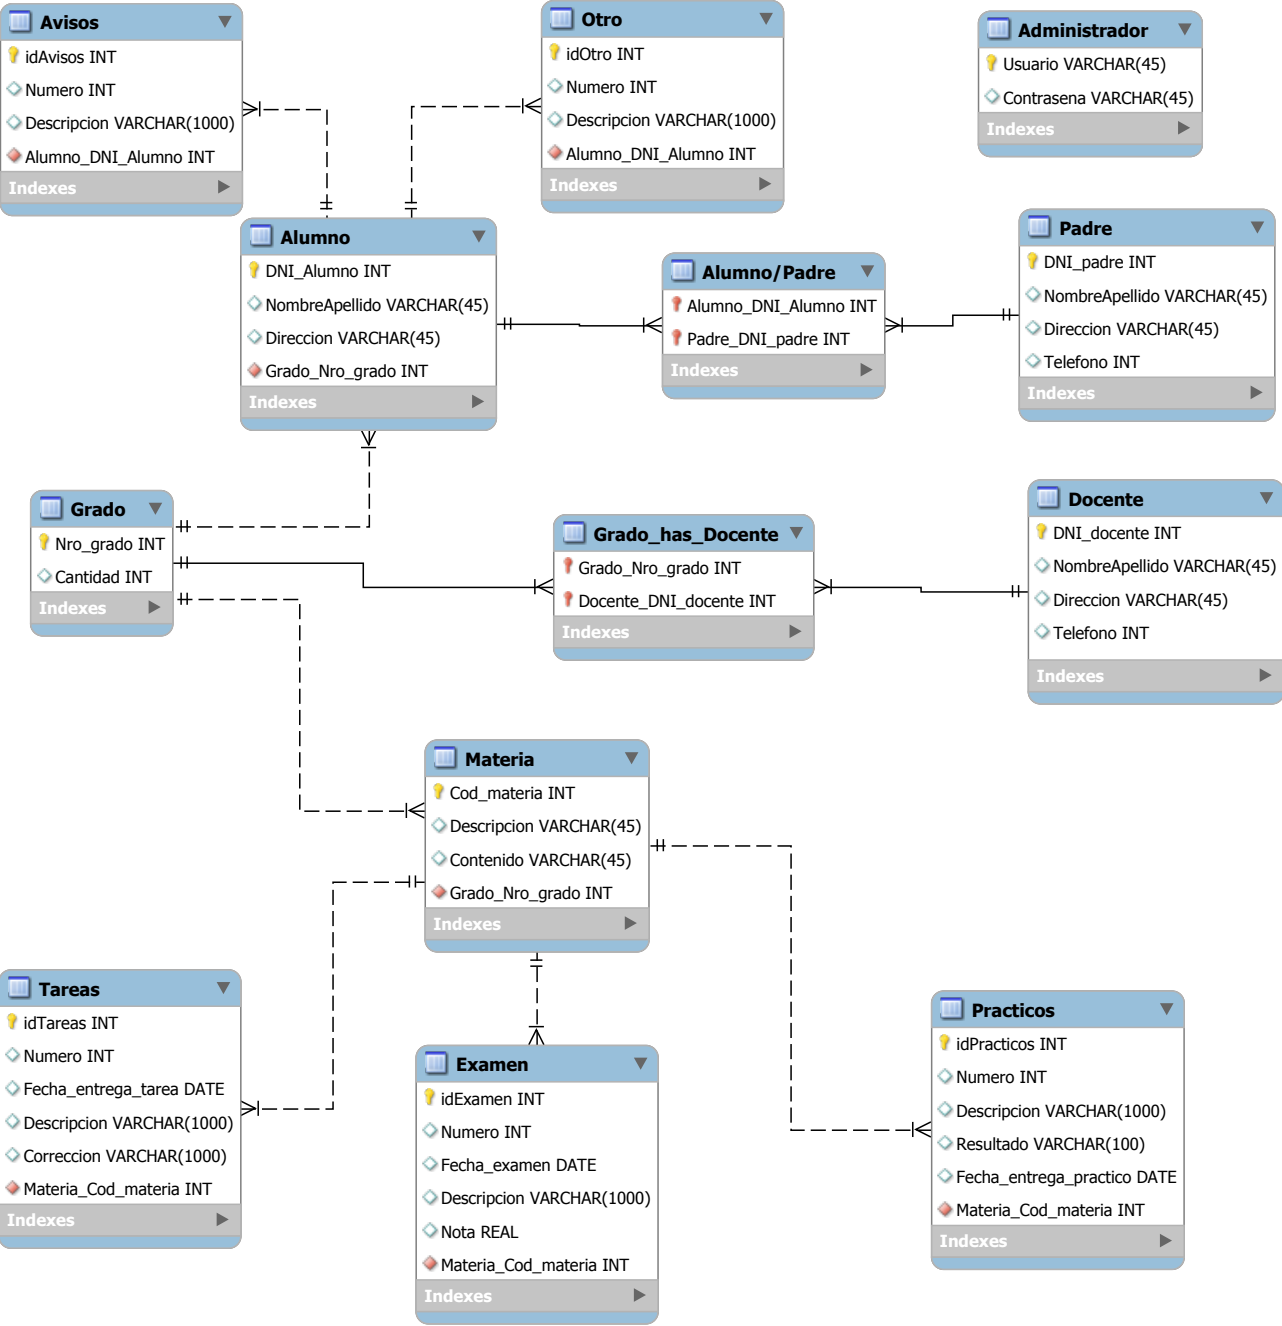 Avisos
idAvisos INT
Numero INT
Descripcion VARCHAR(1000)
Alumno_DNI_Alumno INT
Indexes
Otro
idOtro INT
Numero INT
Descripcion VARCHAR(1000)
Alumno_DNI_Alumno INT
Indexes
Administrador
Usuario VARCHAR(45)
Contrasena VARCHAR(45)
Indexes
Alumno
DNI_Alumno INT
NombreApellido VARCHAR(45)
Direccion VARCHAR(45)
Grado_Nro_grado INT
Indexes
Alumno/Padre
Alumno_DNI_Alumno INT
Padre_DNI_padre INT
Indexes
Padre
DNI_padre INT
NombreApellido VARCHAR(45)
Direccion VARCHAR(45)
Telefono INT
Indexes
Grado
Nro_grado INT
Cantidad INT
Indexes
Grado_has_Docente
Grado_Nro_grado INT
Docente_DNI_docente INT
Indexes
Docente
DNI_docente INT
NombreApellido VARCHAR(45)
Direccion VARCHAR(45)
Telefono INT
Indexes
Materia
Cod_materia INT
Descripcion VARCHAR(45)
Contenido VARCHAR(45)
Grado_Nro_grado INT
Indexes
Tareas
idTareas INT
Numero INT
Fecha_entrega_tarea DATE
Descripcion VARCHAR(1000)
Correccion VARCHAR(1000)
Materia_Cod_materia INT
Indexes
Examen
idExamen INT
Numero INT
Fecha_examen DATE
Descripcion VARCHAR(1000)
Nota REAL
Materia_Cod_materia INT
Indexes
Practicos
idPracticos INT
Numero INT
Descripcion VARCHAR(1000)
Resultado VARCHAR(100)
Fecha_entrega_practico DATE
Materia_Cod_materia INT
Indexes